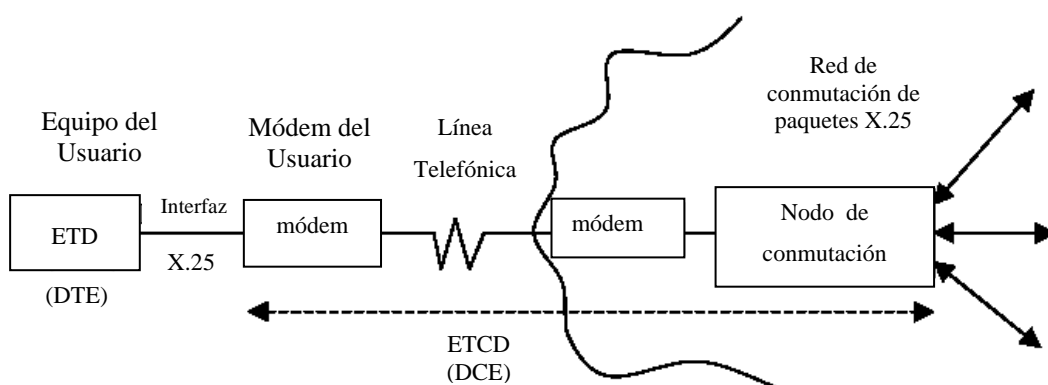 Red de
conmutación de
paquetes X.25
Equipo del
Usuario
Módem del
Usuario
Línea
Telefónica
ETD
(DTE)
Interfaz
X.25
módem
módem
Nodo de
conmutación
ETCD
(DCE)